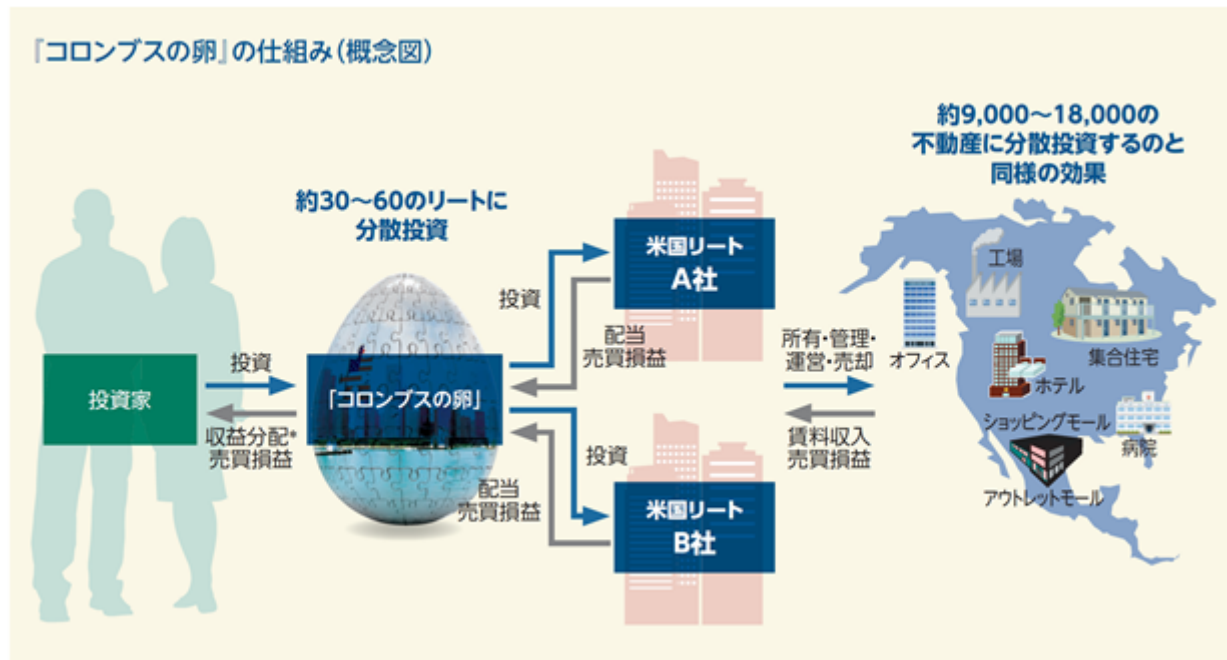 『コロンブスの卵』の仕組み(概念図)
約30～60のリートに
分散投資
約9,000～18,000の
不動産に分散投資するのと
同様の効果
投資家
投資
収益分配*
売買損益
「コロンブスの卵」
投資
配当
売買損益
投資
配当
売買損益
米国リート
A社
米国リート
B社
所有・管理・
運営・売却
賃料収入
売買損益
工場
オフィス
集合住宅
ホテル
ショッピングモール
病院
アウトレットモール